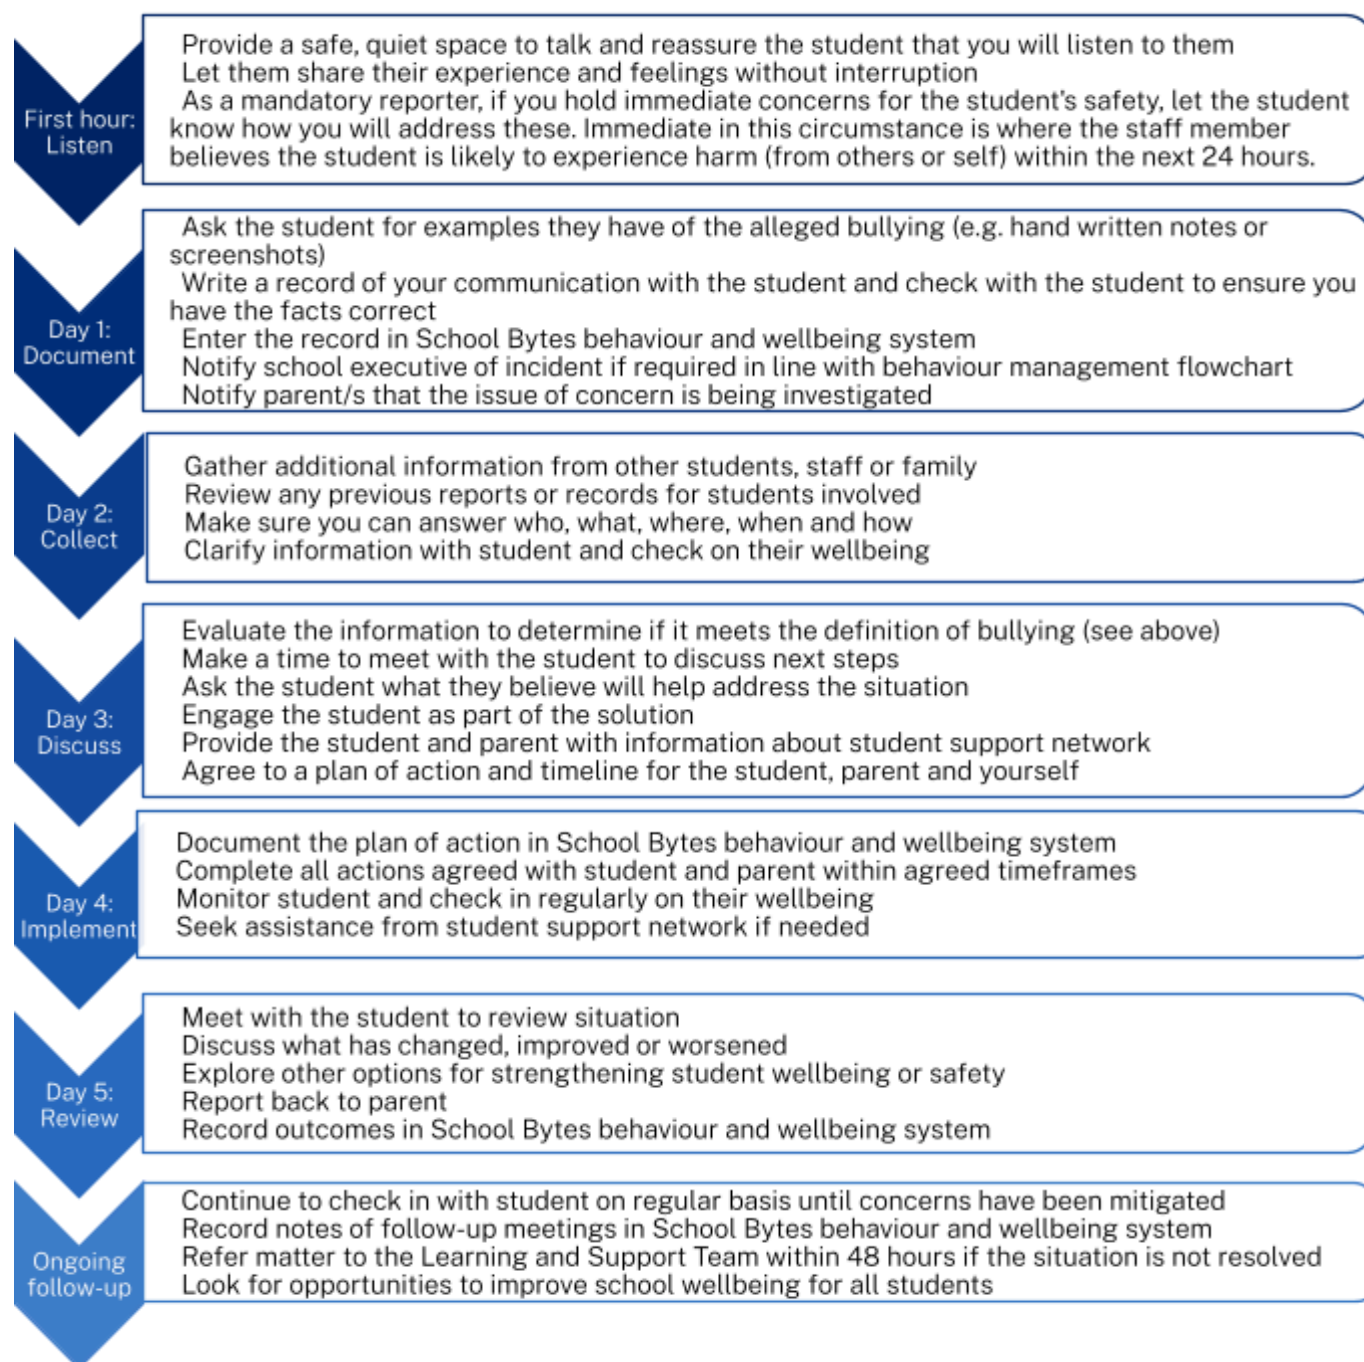 First hour:
Listen
Provide a safe, quiet space to talk and reassure the student that you will listen to them
Let them share their experience and feelings without interruption
As a mandatory reporter, if you hold immediate concerns for the student's safety, let the student
know how you will address these. Immediate in this circumstance is where the staff member
believes the student is likely to experience harm (from others or self) within the next 24 hours.
Day 1:
Document
Ask the student for examples they have of the alleged bullying (e.g. hand written notes or
screenshots)
Write a record of your communication with the student and check with the student to ensure you
have the facts correct
Enter the record in School Bytes behaviour and wellbeing system
Notify school executive of incident if required in line with behaviour management flowchart
Notify parent/s that the issue of concern is being investigated
Day 2:
Collect
Gather additional information from other students, staff or family
Review any previous reports or records for students involved
Make sure you can answer who, what, where, when and how
Clarify information with student and check on their wellbeing
Day 3:
Discuss
Evaluate the information to determine if it meets the definition of bullying (see above)
Make a time to meet with the student to discuss next steps
Ask the student what they believe will help address the situation
Engage the student as part of the solution
Provide the student and parent with information about student support network
Agree to a plan of action and timeline for the student, parent and yourself
Day 4:
Implement
Document the plan of action in School Bytes behaviour and wellbeing system
Complete all actions agreed with student and parent within agreed timeframes
Monitor student and check in regularly on their wellbeing
Seek assistance from student support network if needed
Day 5:
Review
Meet with the student to review situation
Discuss what has changed, improved or worsened
Explore other options for strengthening student wellbeing or safety
Report back to parent
Record outcomes in School Bytes behaviour and wellbeing system
Ongoing
follow-up
Continue to check in with student on regular basis until concerns have been mitigated
Record notes of follow-up meetings in School Bytes behaviour and wellbeing system
Refer matter to the Learning and Support Team within 48 hours if the situation is not resolved
Look for opportunities to improve school wellbeing for all students